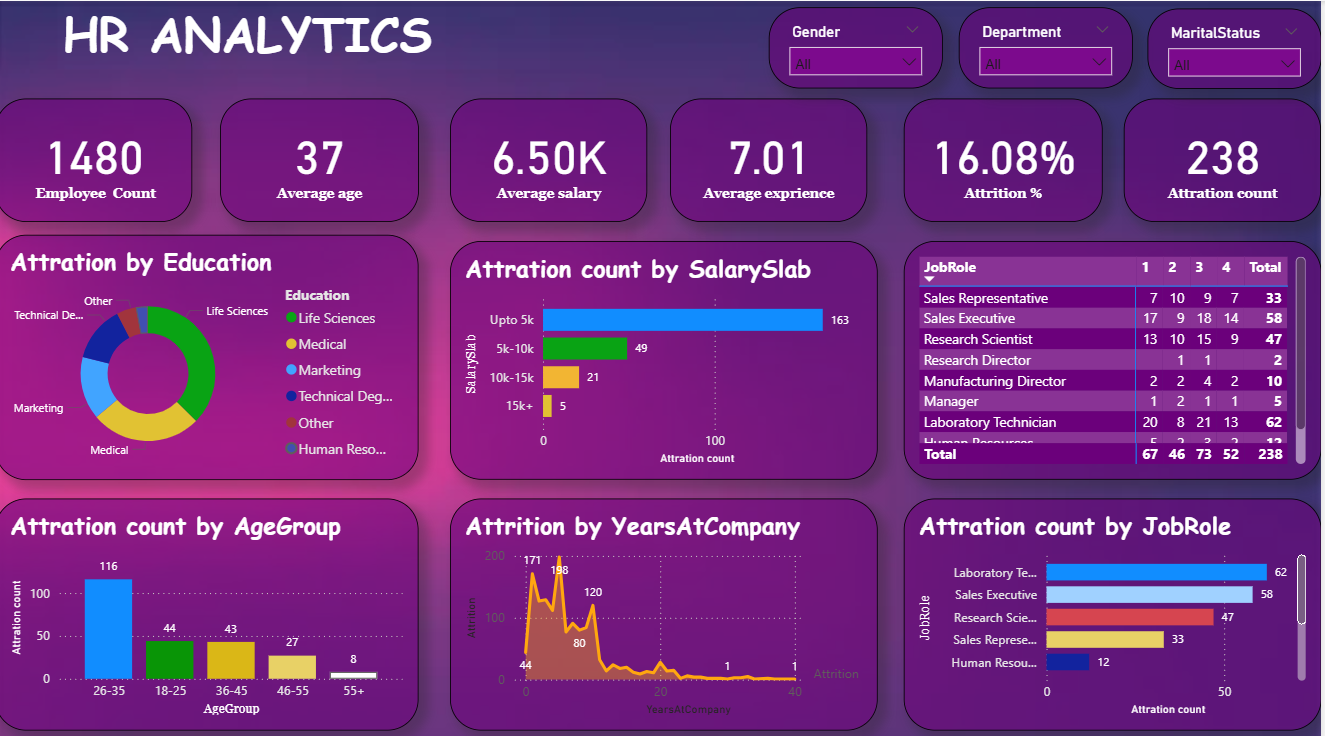 HR ANALYTICS
Gender
All
Department
All
MaritalStatus
All
1480
Employee Count
37
Average age
6.50K
Average salary
7.01
Average exprience
16.08%
Attrition %
238
Attration count
Attration by Education
Other
Technical De...
Life Sciences
Marketing
Medical
Education
Life Sciences
Medical
Marketing
Technical Deg...
Other
Human Reso...
Attration count by SalarySlab
SalarySlab
Upto 5k 163
5k-10k 49
10k-15k 21
15k+ 5
0 100
Attration count
JobRole 1 2 3 4 Total
Sales Representative 7 10 9 7 33
Sales Executive 17 9 18 14 58
Research Scientist 13 10 15 9 47
Research Director 1 1 2
Manufacturing Director 2 2 4 2 10
Manager 1 2 1 1 5
Laboratory Technician 20 8 21 13 62
Human Resources 5 2 3 2 12
Total 67 46 73 52 238
Attration count by AgeGroup
Attration count
100
50
0
116
44
43
27
8
26-35 18-25 36-45 46-55 55+
AgeGroup
Attrition by YearsAtCompany
Attrition
200
100
0
171
198
120
80
44
1
1
Attrition
0 20 40
YearsAtCompany
Attration count by JobRole
JobRole
Laboratory Te... 62
Sales Executive 58
Research Scie... 47
Sales Represe... 33
Human Resou... 12
0 50
Attration count